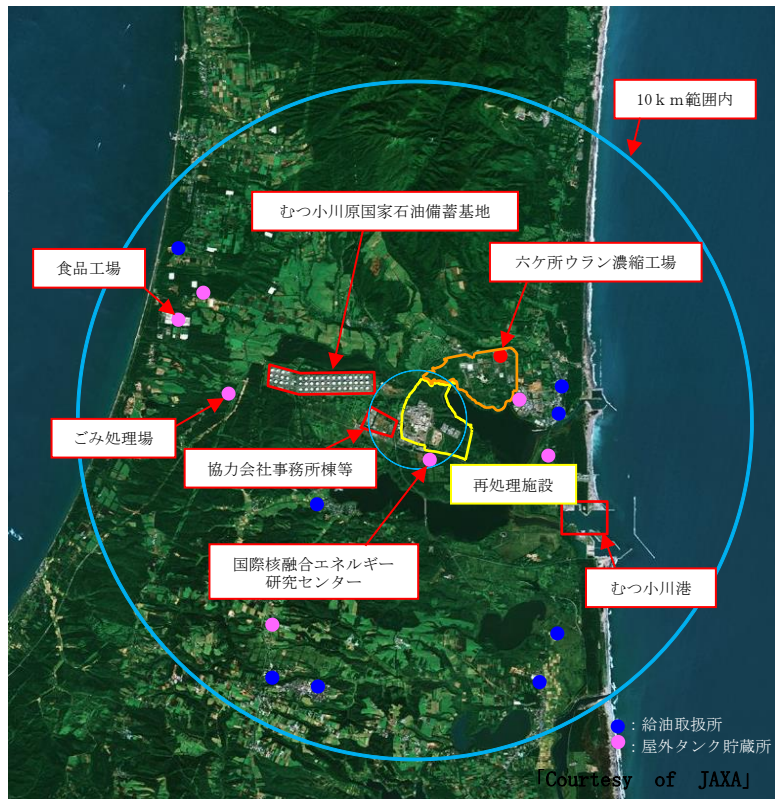 10ｋｍ範囲内
むつ小川原国家石油備蓄基地
六ケ所ウラン濃縮工場
食品工場
ごみ処理場
協力会社事務所棟等
再処理施設
国際核融合エネルギー
研究センター
むつ小川港
：給油取扱所
：屋外タンク貯蔵所
「Courtesy of JAXA」